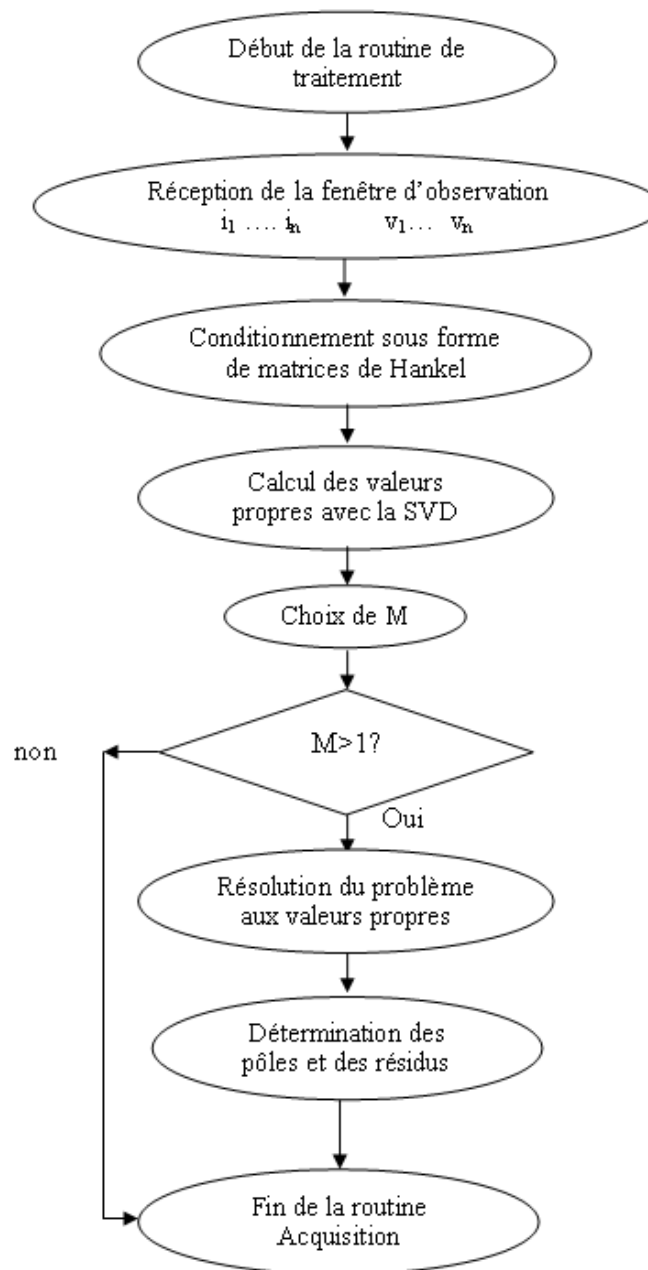 Début de la routine de
traitement
Réception de la fenêtre d'observation
i1 .... in v1... vn
Conditionnement sous forme
de matrices de Hankel
Calcul des valeurs
propres avec la SVD
Choix de M
M>1?
non
Oui
Résolution du problème
aux valeurs propres
Détermination des
pôles et des résidus
Fin de la routine
Acquisition